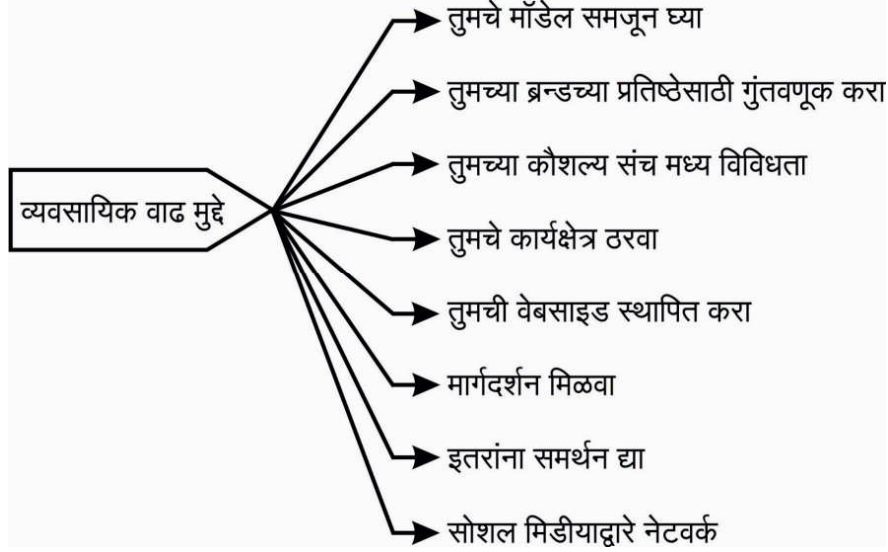 तुमचे मॉडेल समजून घ्या
तुमच्या ब्रन्डच्या प्रतिष्ठेसाठी गुंतवणूक करा
तुमच्या कौशल्य संच मध्य विविधता
व्यवसायिक वाढ मुद्दे
तुमचे कार्यक्षेत्र ठरवा
तुमची वेबसाइड स्थापित करा
मार्गदर्शन मिळवा
इतरांना समर्थन द्या
सोशल मिडीयाद्वारे नेटवर्क